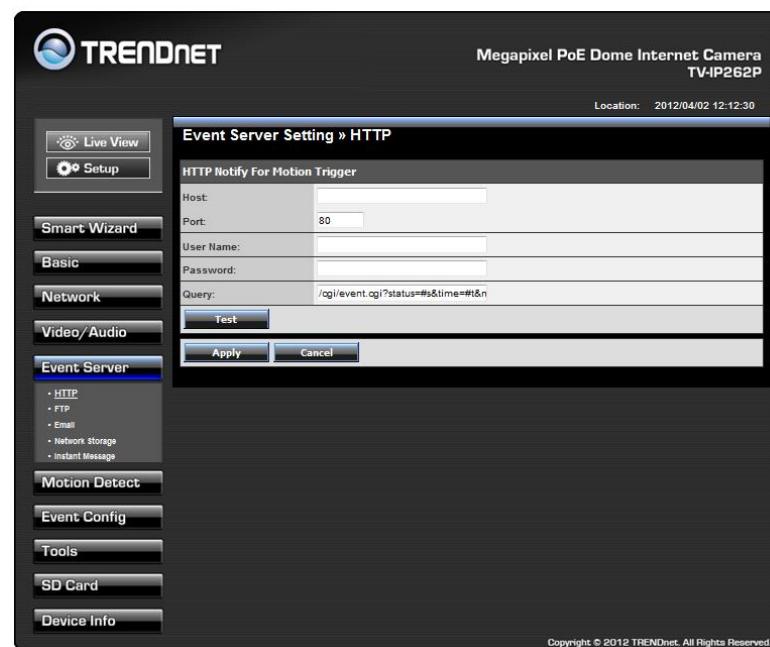 TRENDNET
Megapixel PoE Dome Internet Camera
TV-IP262P
Location: 2012/04/02 12:12:30
Live View
Setup
Smart Wizard
Basic
Network
Video/Audio
Event Server
• HTTP
• FTP
• Email
• Network Storage
• Instant Message
Motion Detect
Event Config
Tools
SD Card
Device Info
Event Server Setting » HTTP
HTTP Notify For Motion Trigger
Host:
Port: 80
User Name:
Password:
Query: /cgi/event.cgi?status=#s&time=#t&n
Test
Apply Cancel
Copyright © 2012 TRENDnet. All Rights Reserved.